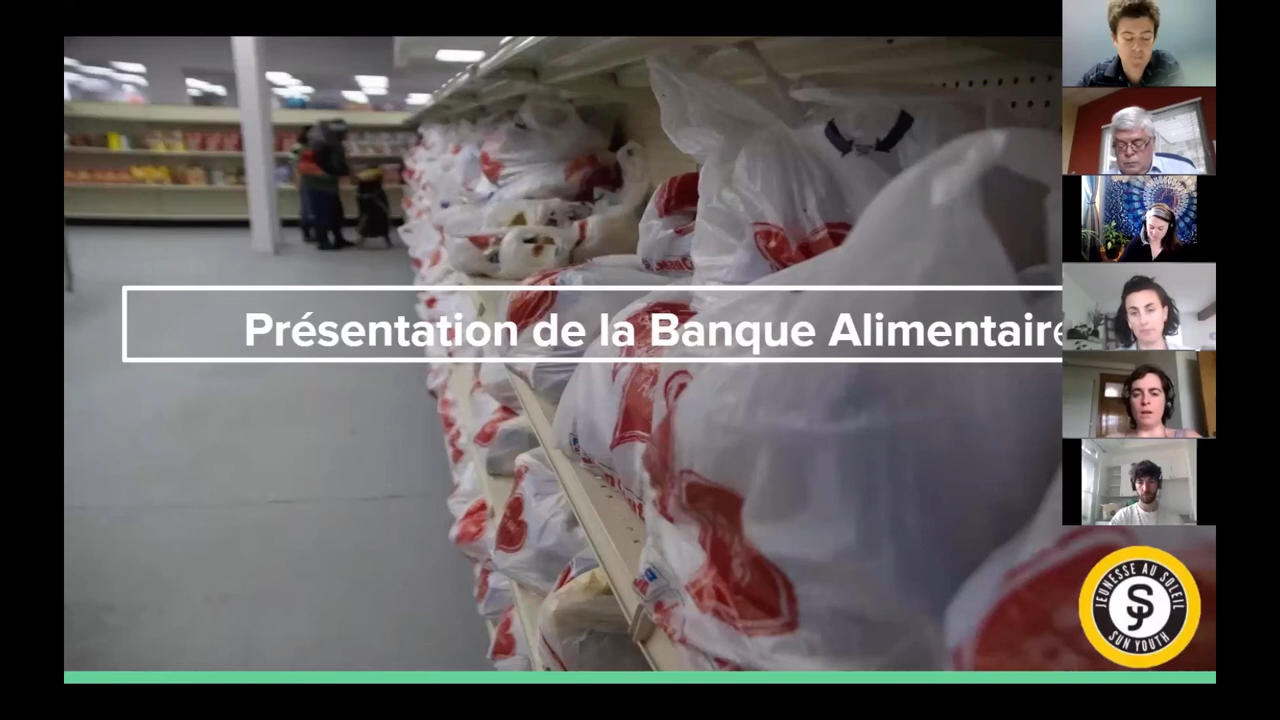 Présentation de la Banque Alimentaire
JEUNESSE AU SOLEIL
SJ
SUN YOUTH